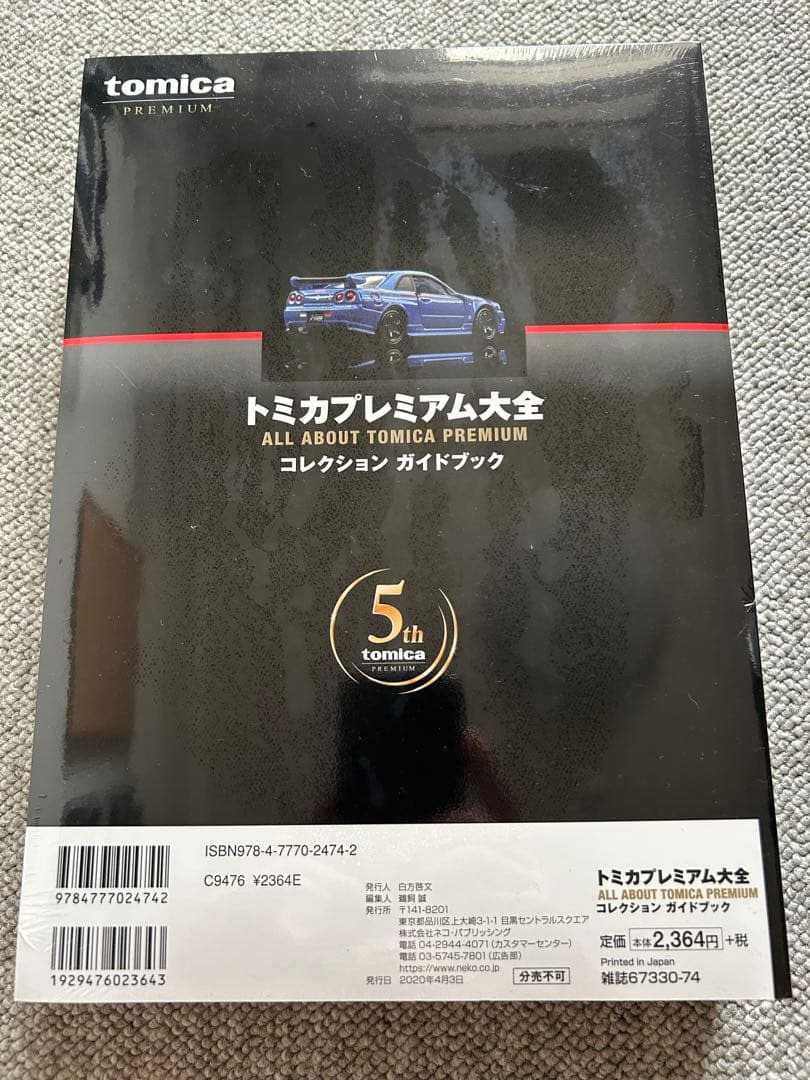 tomica
PREMIUM
トミカプレミアム大全
ALL ABOUT TOMICA PREMIUM
コレクション ガイドブック
5th
tomica
PREMIUM
ISBN978-4-7770-2474-2
C9476 ¥2364E
9784777024742
1929476023643
発行人 白方啓文
編集人 鵜飼 誠
発行所 〒141-8201
東京都品川区上大崎3-1-1 目黒セントラルスクエア
株式会社ネコ・パブリッシング
電話 04-2944-4071(カスタマーセンター)
電話 03-5745-7801(広告部)
https://www.neko.co.jp
発行日 2020年4月3日
分売不可
トミカプレミアム大全
ALL ABOUT TOMICA PREMIUM
コレクション ガイドブック
定価 本体2,364円+税
Printed in Japan
雑誌67330-74